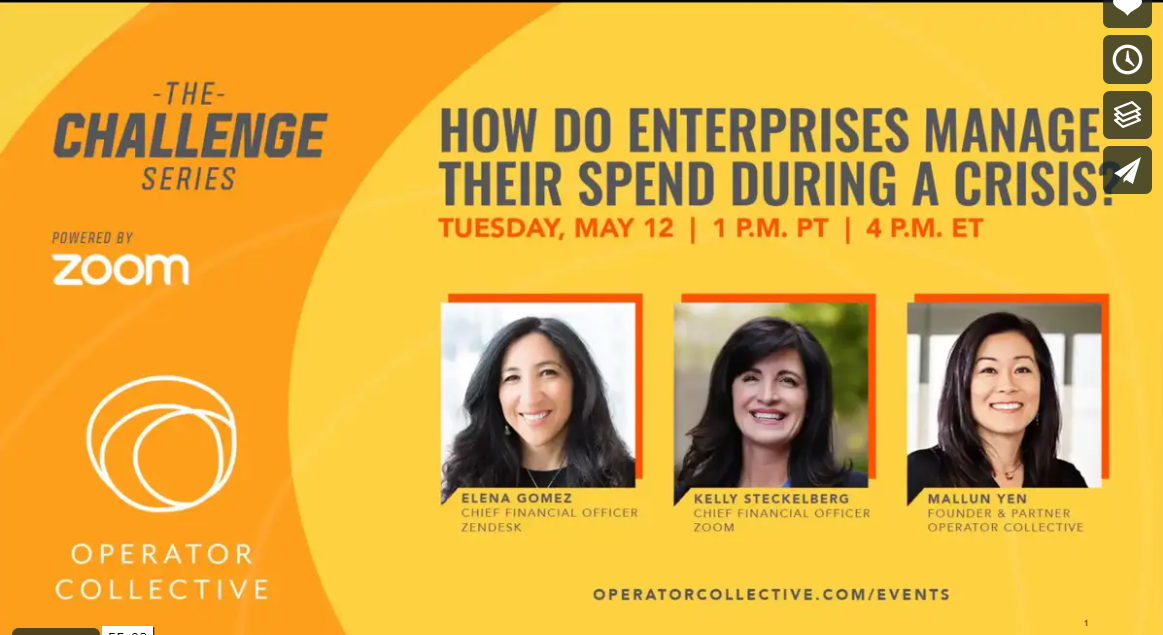 -THE-
CHALLENGE
SERIES
POWERED BY
zoom
OPERATOR
COLLECTIVE
HOW DO ENTERPRISES MANAGE
THEIR SPEND DURING A CRISIS?
TUESDAY, MAY 12 | 1 P.M. PT | 4 P.M. ET
ELENA GOMEZ
CHIEF FINANCIAL OFFICER
ZENDESK
KELLY STECKELBERG
CHIEF FINANCIAL OFFICER
ZOOM
MALLUN YEN
FOUNDER & PARTNER
OPERATOR COLLECTIVE
OPERATORCOLLECTIVE.COM/EVENTS
1